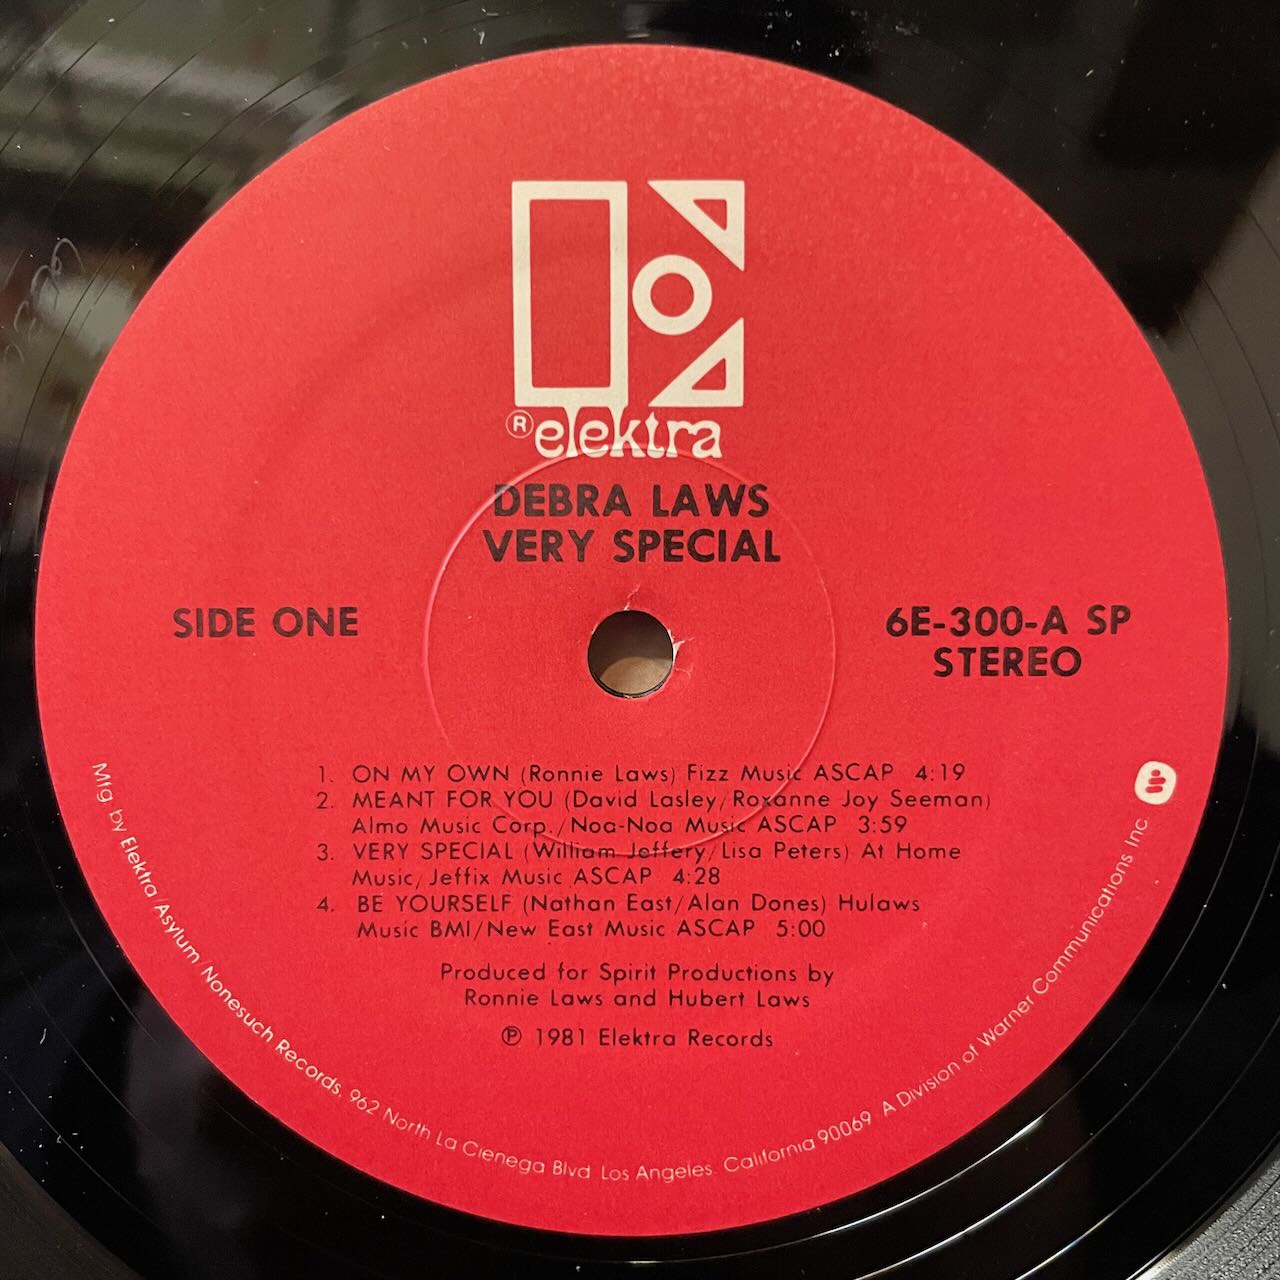 ® elektra
DEBRA LAWS
VERY SPECIAL
SIDE ONE
6E-300-A SP
STEREO
1. ON MY OWN (Ronnie Laws) Fizz Music ASCAP 4:19
2. MEANT FOR YOU (David Lasley/Roxanne Joy Seeman)
Almo Music Corp./Noa-Noa Music ASCAP 3:59
3. VERY SPECIAL (William Jeffery/Lisa Peters) At Home
Music/Jeffix Music ASCAP 4:28
4. BE YOURSELF (Nathan East/Alan Dones) Hulaws
Music BMI/New East Music ASCAP 5:00
Produced for Spirit Productions by
Ronnie Laws and Hubert Laws
℗ 1981 Elektra Records
Mfg. by Elektra/Asylum/Nonesuch Records, 962 North La Cienega Blvd. Los Angeles, California 90069 A Division of Warner Communications Inc.